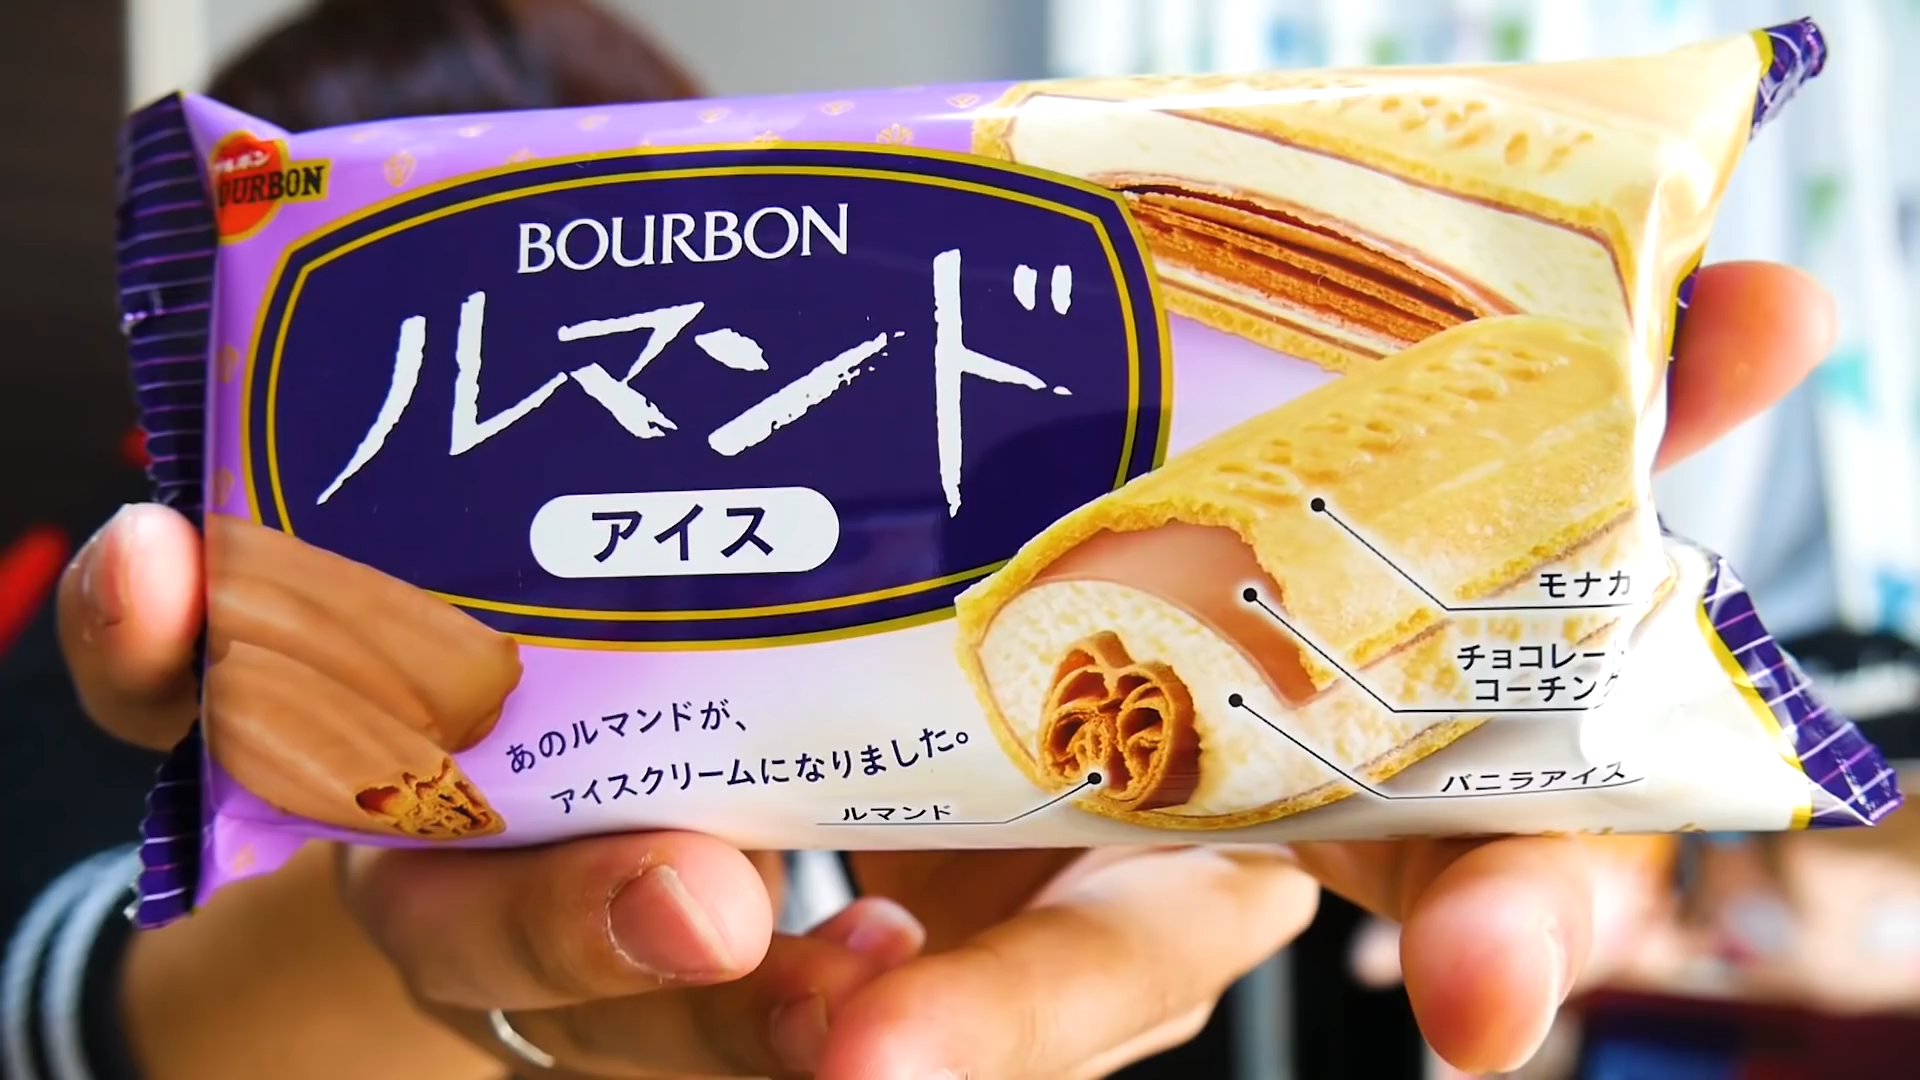 ブルボン
BOURBON
BOURBON
ルマンド
アイス
あのルマンドが、
アイスクリームになりました。
ルマンド
モナカ
チョコレー
コーチング
バニラアイス